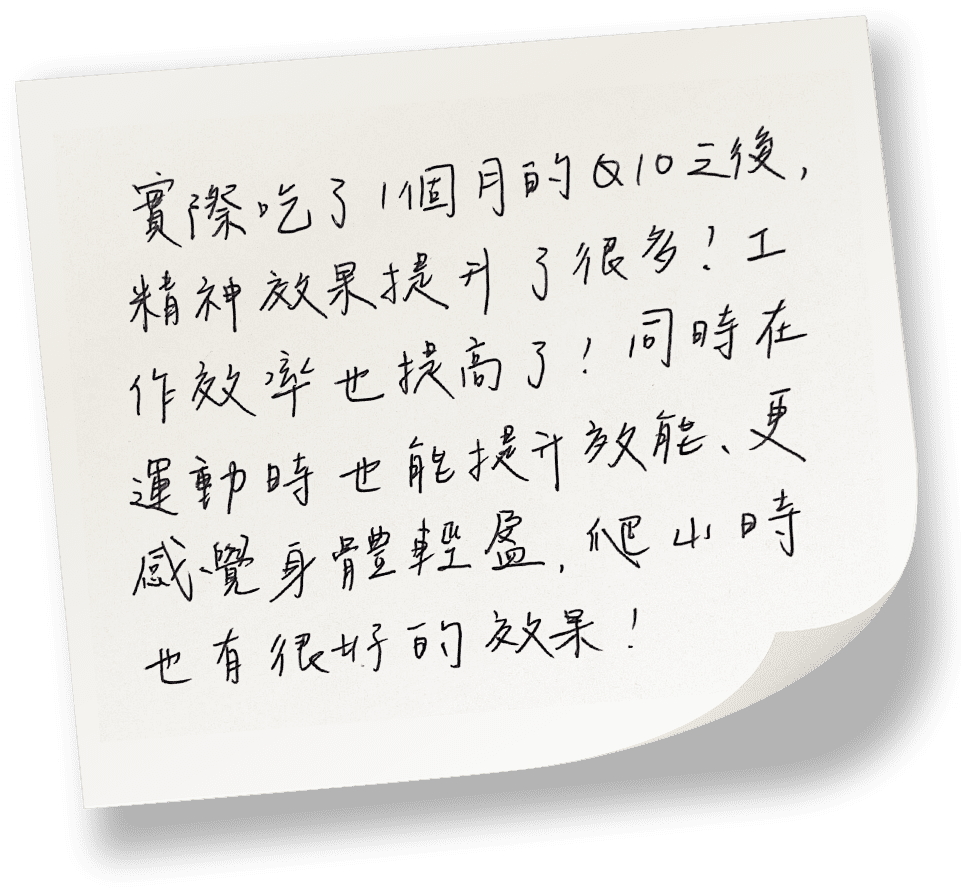 實際吃了1個月的Q10之後,
精神效果提升了很多!工
作效率也提高了!同時在
運動時也能提升效能、更
感覺身體輕盈,爬山時
也有很好的效果!